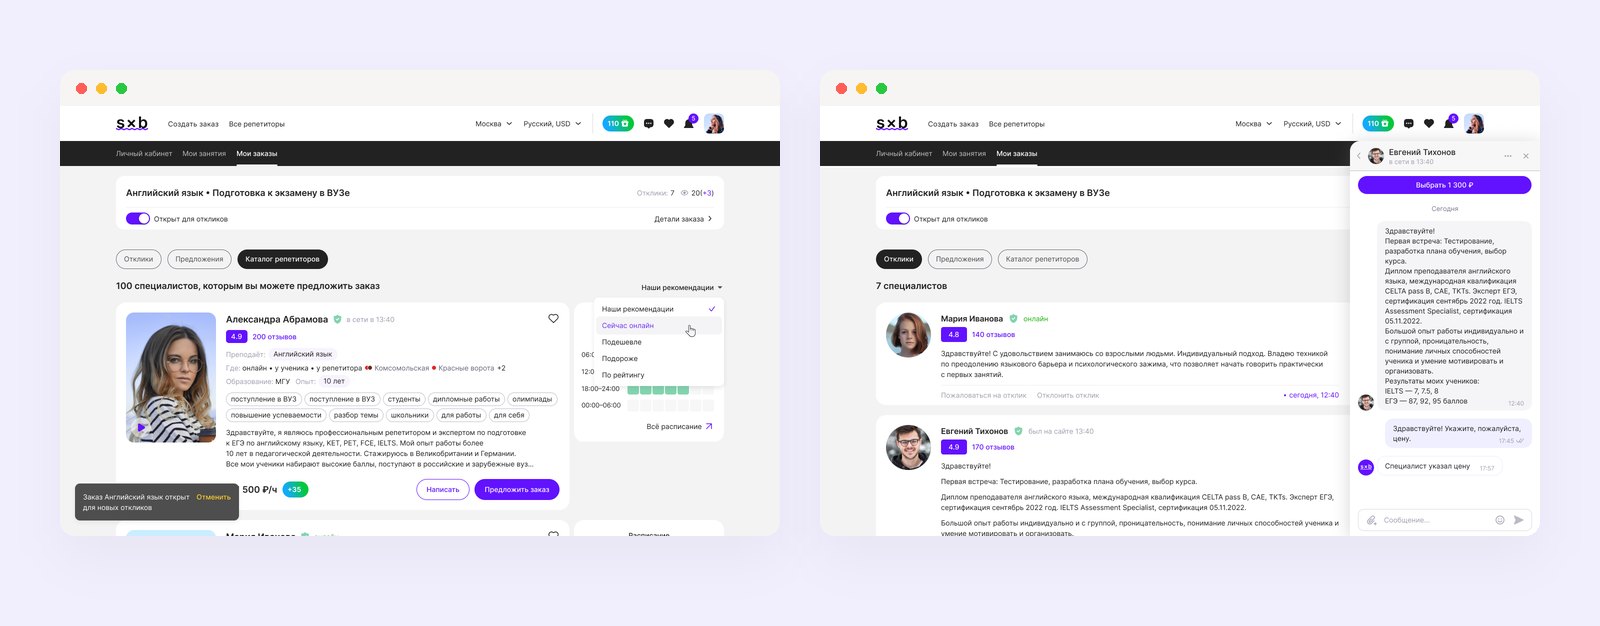 sxb
Создать заказ
Все репетиторы
Москва
Русский, USD
110
5
Личный кабинет
Мои занятия
Мои заказы
Английский язык • Подготовка к экзамену в ВУЗе
Отклики: 7
20(+3)
Открыт для откликов
Детали заказа
Отклики
Предложения
Каталог репетиторов
100 специалистов, которым вы можете предложить заказ
Наши рекомендации
Наши рекомендации
Сейчас онлайн
Подешевле
Подороже
По рейтингу
Александра Абрамова
в сети в 13:40
4.9
200 отзывов
Преподаёт: Английский язык
Где: онлайн • у ученика • у репетитора Комсомольская Красные ворота +2
Образование: МГУ Опыт: 10 лет
поступление в ВУЗ
поступление в ВУЗ
студенты
дипломные работы
олимпиады
повышение успеваемости
разбор темы
школьники
для работы
для себя
Здравствуйте, я являюсь профессиональным репетитором и экспертом по подготовке
к ЕГЭ по английскому языку, KET, PET, FCE, IELTS. Мой опыт работы более
10 лет в педагогической деятельности. Стажируюсь в Великобритании и Германии.
Все мои ученики набирают высокие баллы, поступают в российские и зарубежные вуз...
500 ₽/ч
+35
Написать
Предложить заказ
18:00–24:00
00:00–06:00
Всё расписание
Заказ Английский язык открыт
для новых откликов
Отменить
sxb
Создать заказ
Все репетиторы
Москва
Русский, USD
110
5
Личный кабинет
Мои занятия
Мои заказы
Английский язык • Подготовка к экзамену в ВУЗе
Открыт для откликов
Отклики
Предложения
Каталог репетиторов
7 специалистов
Мария Иванова
онлайн
4.8
140 отзывов
Здравствуйте! С удовольствием занимаюсь со взрослыми людьми. Индивидуальный подход. Владею техникой
по преодолению языкового барьера и психологического зажима, что позволяет начать говорить практически
с первых занятий.
Пожаловаться на отклик
Отклонить отклик
• сегодня, 12:40
Евгений Тихонов
был на сайте 13:40
4.9
170 отзывов
Здравствуйте!
Первая встреча: Тестирование, разработка плана обучения, выбор курса.
Диплом преподавателя английского языка, международная квалификация CELTA pass B, CAE, TKTs. Эксперт ЕГЭ,
сертификация сентябрь 2022 год. IELTS Assessment Specialist, сертификация 05.11.2022.
Большой опыт работы индивидуально и с группой, проницательность, понимание личных способностей ученика и
умение мотивировать и организовать.
Евгений Тихонов
в сети в 13:40
Выбрать 1 300 ₽
Сегодня
Здравствуйте!
Первая встреча: Тестирование,
разработка плана обучения, выбор
курса.
Диплом преподавателя английского
языка, международная квалификация
CELTA pass B, CAE, TKTs. Эксперт ЕГЭ,
сертификация сентябрь 2022 год. IELTS
Assessment Specialist, сертификация
05.11.2022.
Большой опыт работы индивидуально и
с группой, проницательность,
понимание личных способностей
ученика и умение мотивировать и
организовать.
Результаты моих учеников:
IELTS — 7, 7.5, 8
ЕГЭ — 87, 92, 95 баллов
12:40
Здравствуйте! Укажите, пожалуйста,
цену.
17:45
sxb
Специалист указал цену
17:57
Сообщение...